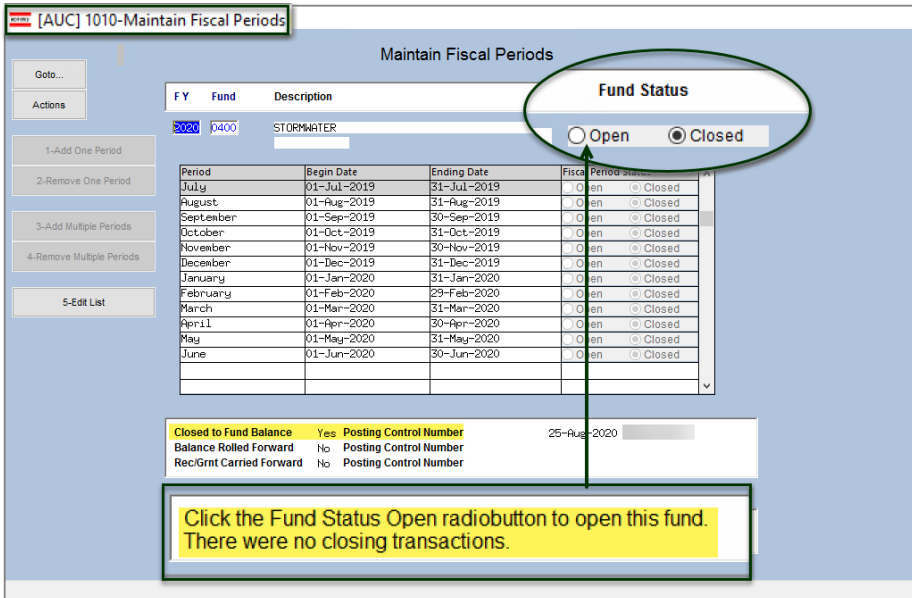 [AUC] 1010-Maintain Fiscal Periods
Maintain Fiscal Periods
Goto...
Actions
1-Add One Period
2-Remove One Period
3-Add Multiple Periods
4-Remove Multiple Periods
5-Edit List
FY Fund Description
2020 0400 STORMWATER
Fund Status
Open Closed
Period Begin Date Ending Date Fiscal Period Status
July 01-Jul-2019 31-Jul-2019 Open Closed
August 01-Aug-2019 31-Aug-2019 Open Closed
September 01-Sep-2019 30-Sep-2019 Open Closed
October 01-Oct-2019 31-Oct-2019 Open Closed
November 01-Nov-2019 30-Nov-2019 Open Closed
December 01-Dec-2019 31-Dec-2019 Open Closed
January 01-Jan-2020 31-Jan-2020 Open Closed
February 01-Feb-2020 29-Feb-2020 Open Closed
March 01-Mar-2020 31-Mar-2020 Open Closed
April 01-Apr-2020 30-Apr-2020 Open Closed
May 01-May-2020 31-May-2020 Open Closed
June 01-Jun-2020 30-Jun-2020 Open Closed
Closed to Fund Balance Yes Posting Control Number 25-Aug-2020
Balance Rolled Forward No Posting Control Number
Rec/Grnt Carried Forward No Posting Control Number
Click the Fund Status Open radiobutton to open this fund.
There were no closing transactions.